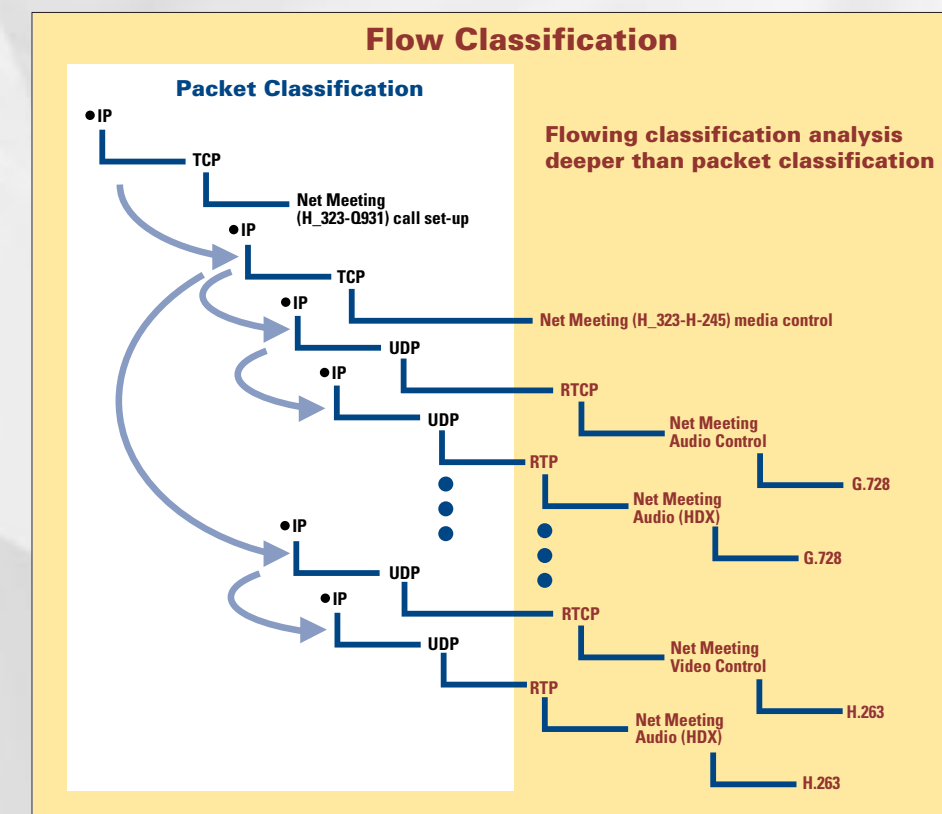 Flow Classification
Packet Classification
IP
Flowing classification analysis
deeper than packet classification
TCP
Net Meeting
(H_323-Q931) call set-up
IP
TCP
IP
Net Meeting (H_323-H-245) media control
UDP
IP
RTCP
UDP
Net Meeting
Audio Control
RTP
G.728
Net Meeting
Audio (HDX)
IP
G.728
UDP
IP
RTCP
UDP
Net Meeting
Video Control
RTP
H.263
Net Meeting
Audio (HDX)
H.263